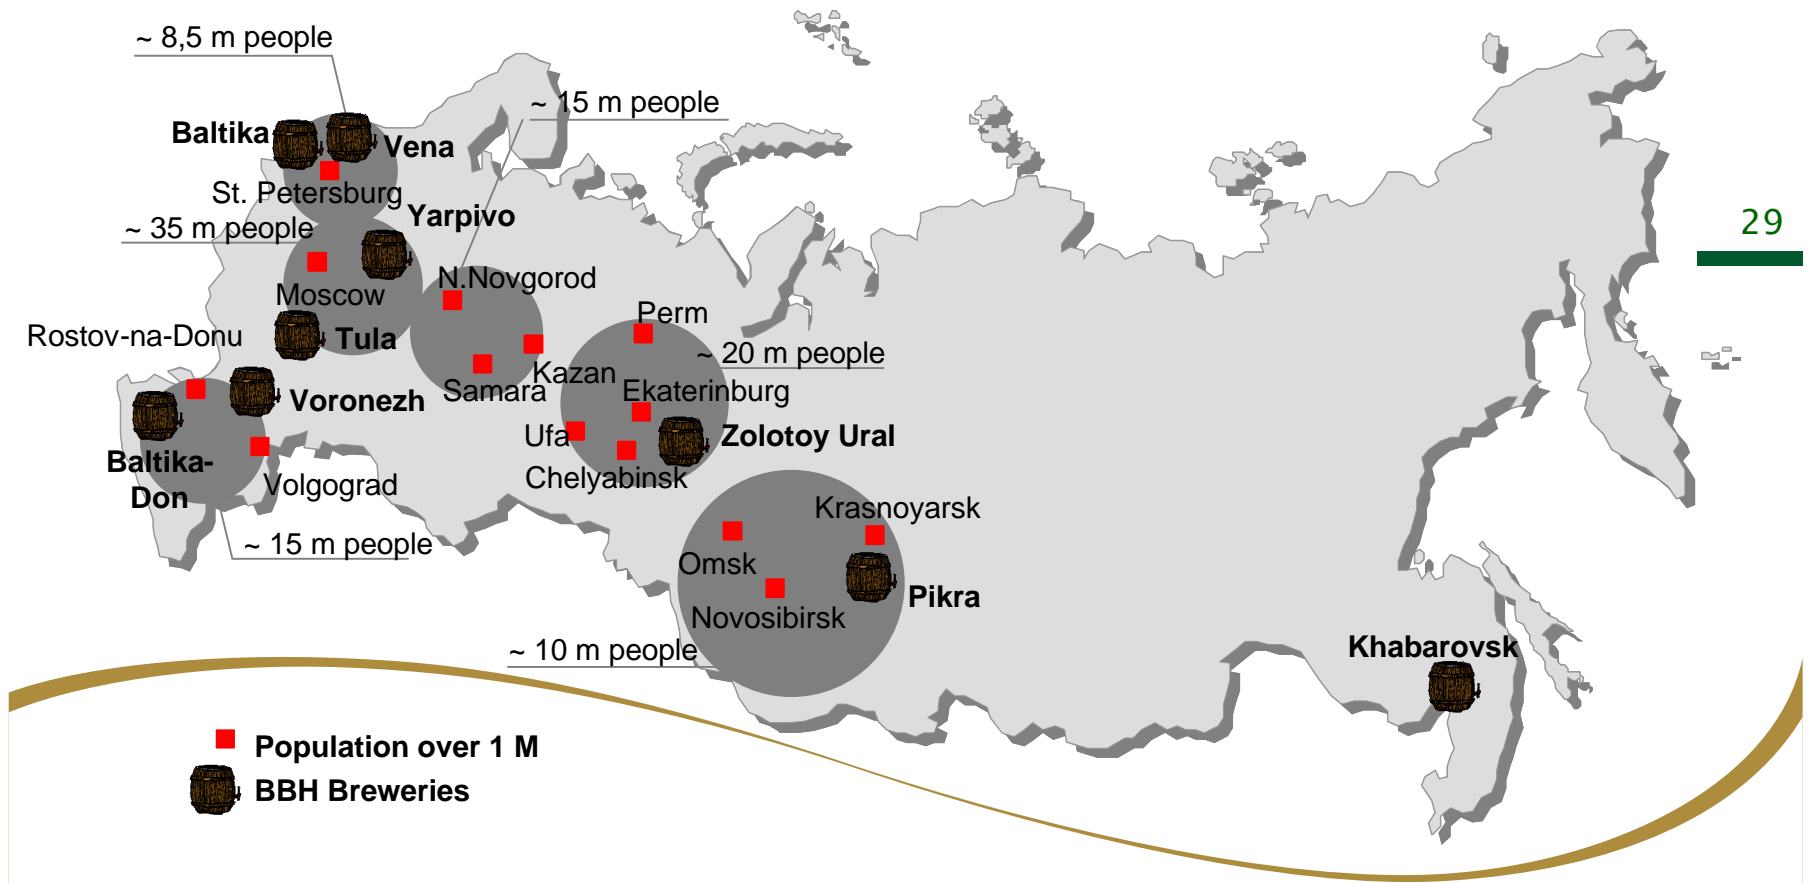 ~ 8,5 m people
~ 15 m people
Baltika
Vena
St. Petersburg
Yarpivo
~ 35 m people
29
N.Novgorod
Moscow
Perm
Rostov-na-Donu
Tula
~ 20 m people
Kazan
Samara
Ekaterinburg
Voronezh
Ufa
Zolotoy Ural
Baltika-
Don
Chelyabinsk
Volgograd
Krasnoyarsk
~ 15 m people
Omsk
Pikra
Novosibirsk
~ 10 m people
Khabarovsk
Population over 1 M
BBH Breweries